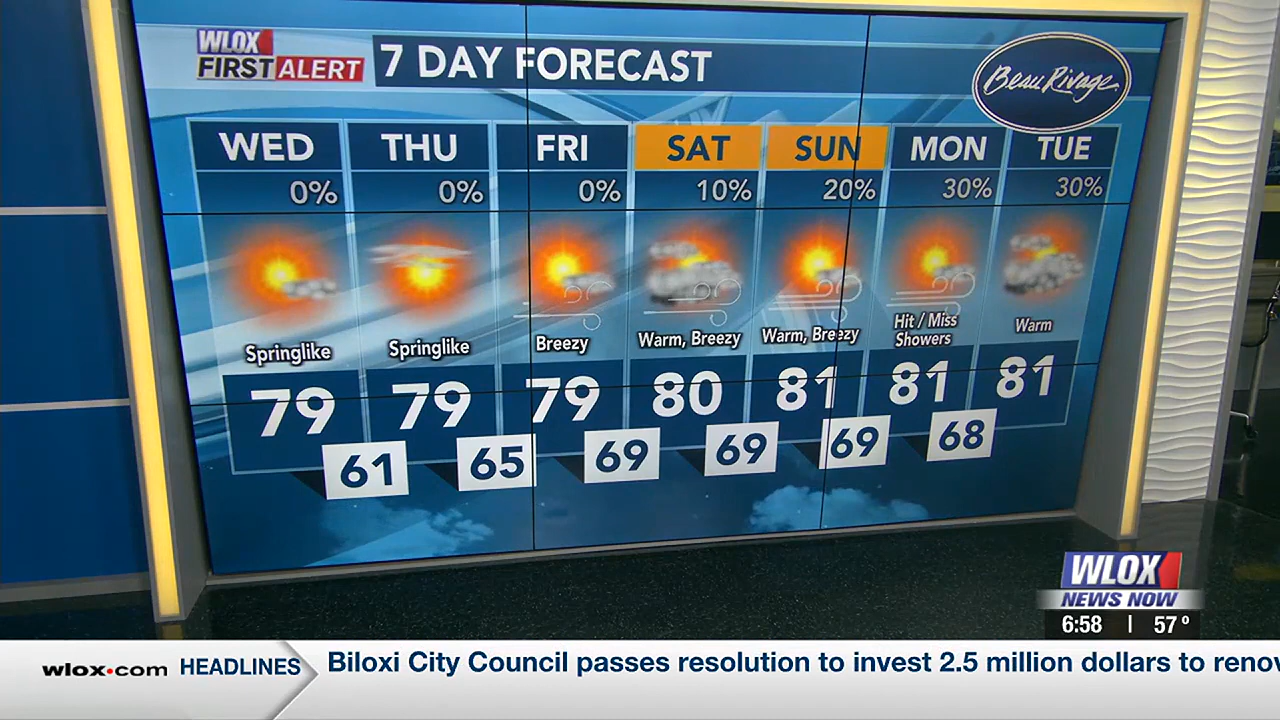 WLOX
FIRST ALERT
7 DAY FORECAST
Beau Rivage
WED THU FRI SAT SUN MON TUE
0% 0% 0% 10% 20% 30% 30%
Springlike Springlike Breezy Warm, Breezy Warm, Breezy Hit / Miss Showers Warm
79 79 79 80 81 81 81
61 65 69 69 69 68
WLOX
NEWS NOW
6:58 | 57°
wlox.com HEADLINES Biloxi City Council passes resolution to invest 2.5 million dollars to renov